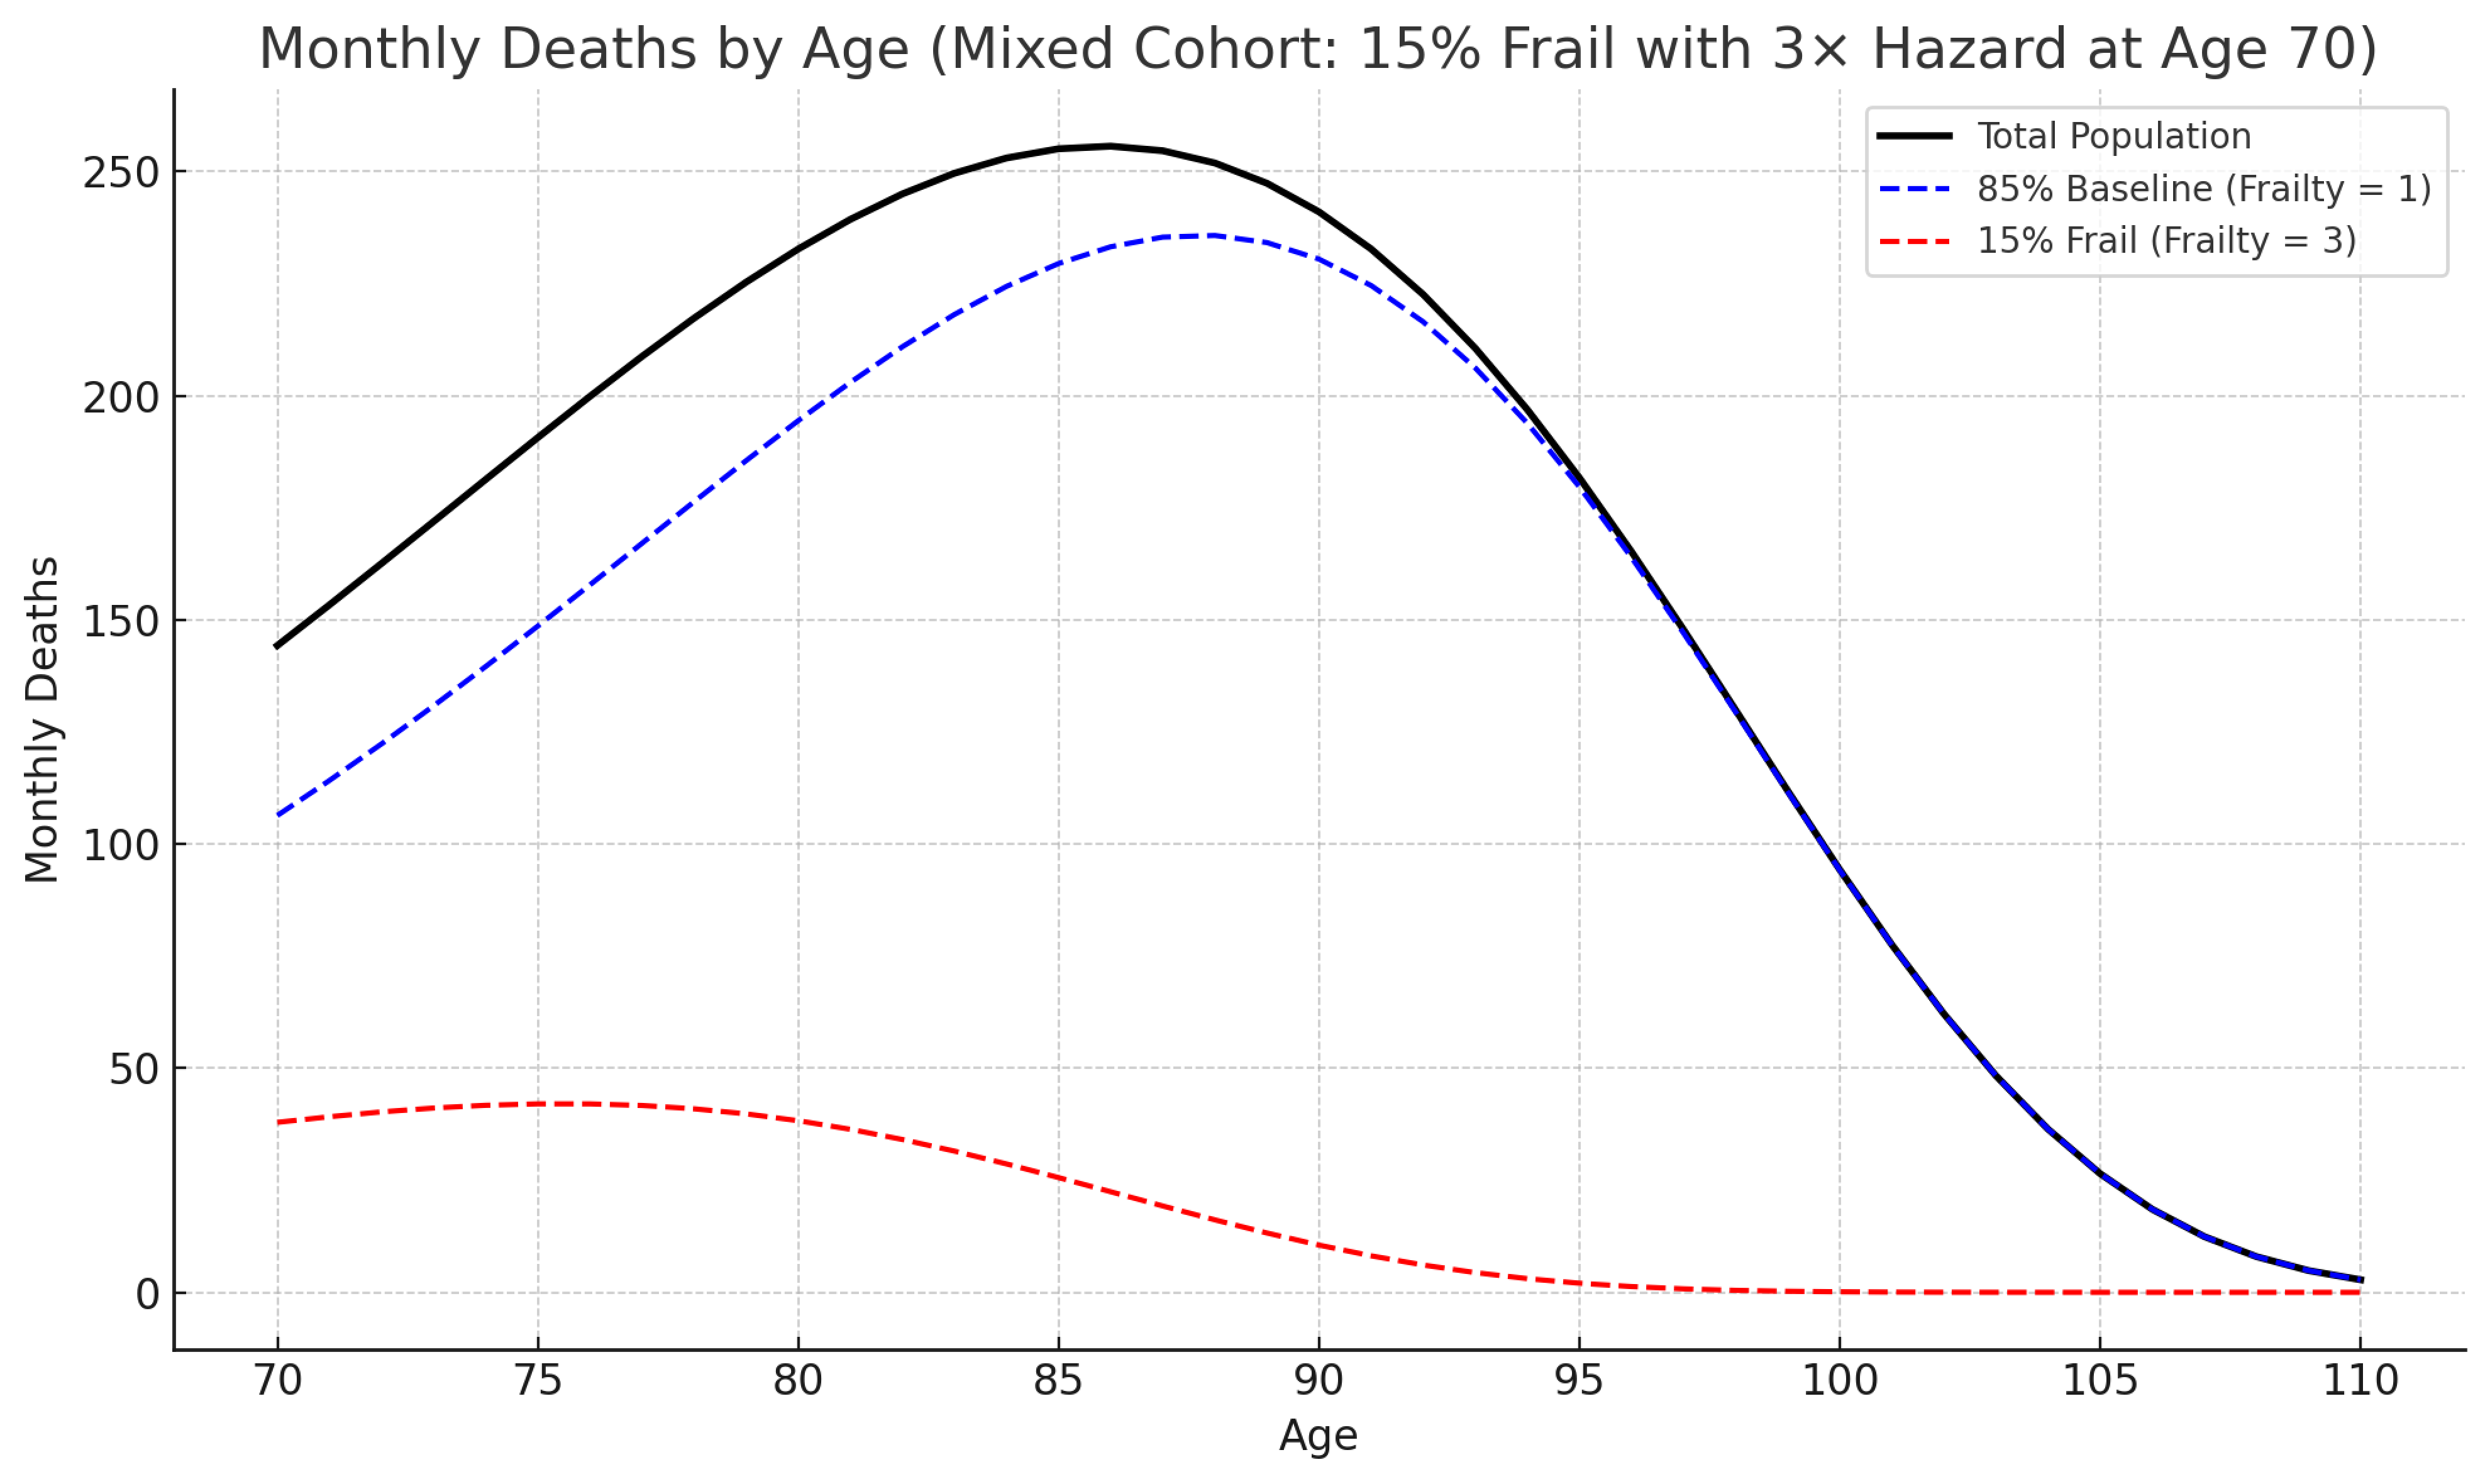 Monthly Deaths by Age (Mixed Cohort: 15% Frail with 3× Hazard at Age 70)
Total Population
85% Baseline (Frailty = 1)
15% Frail (Frailty = 3)
Monthly Deaths
250
200
150
100
50
0
70 75 80 85 90 95 100 105 110
Age